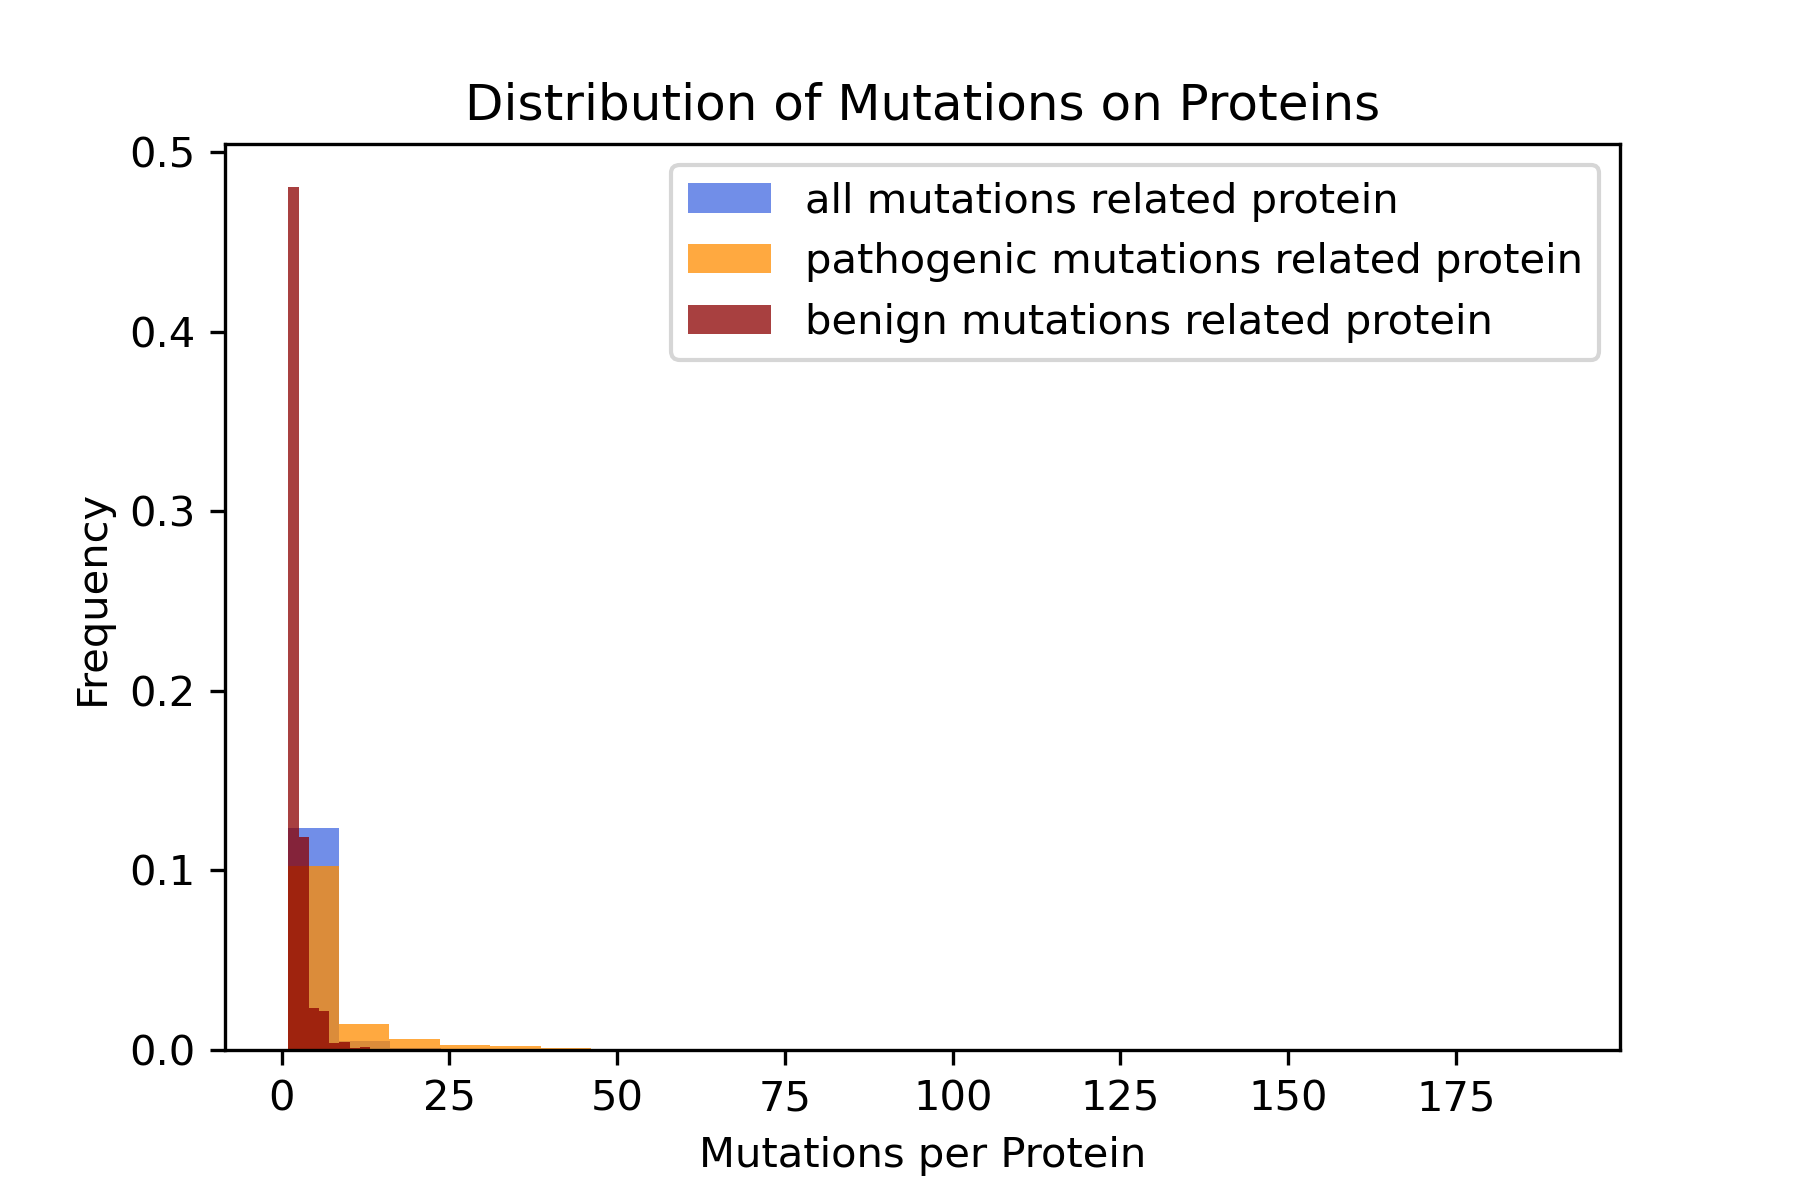 Distribution of Mutations on Proteins
0.5
0.4
0.3
0.2
0.1
0.0
Frequency
all mutations related protein
pathogenic mutations related protein
benign mutations related protein
0 25 50 75 100 125 150 175
Mutations per Protein